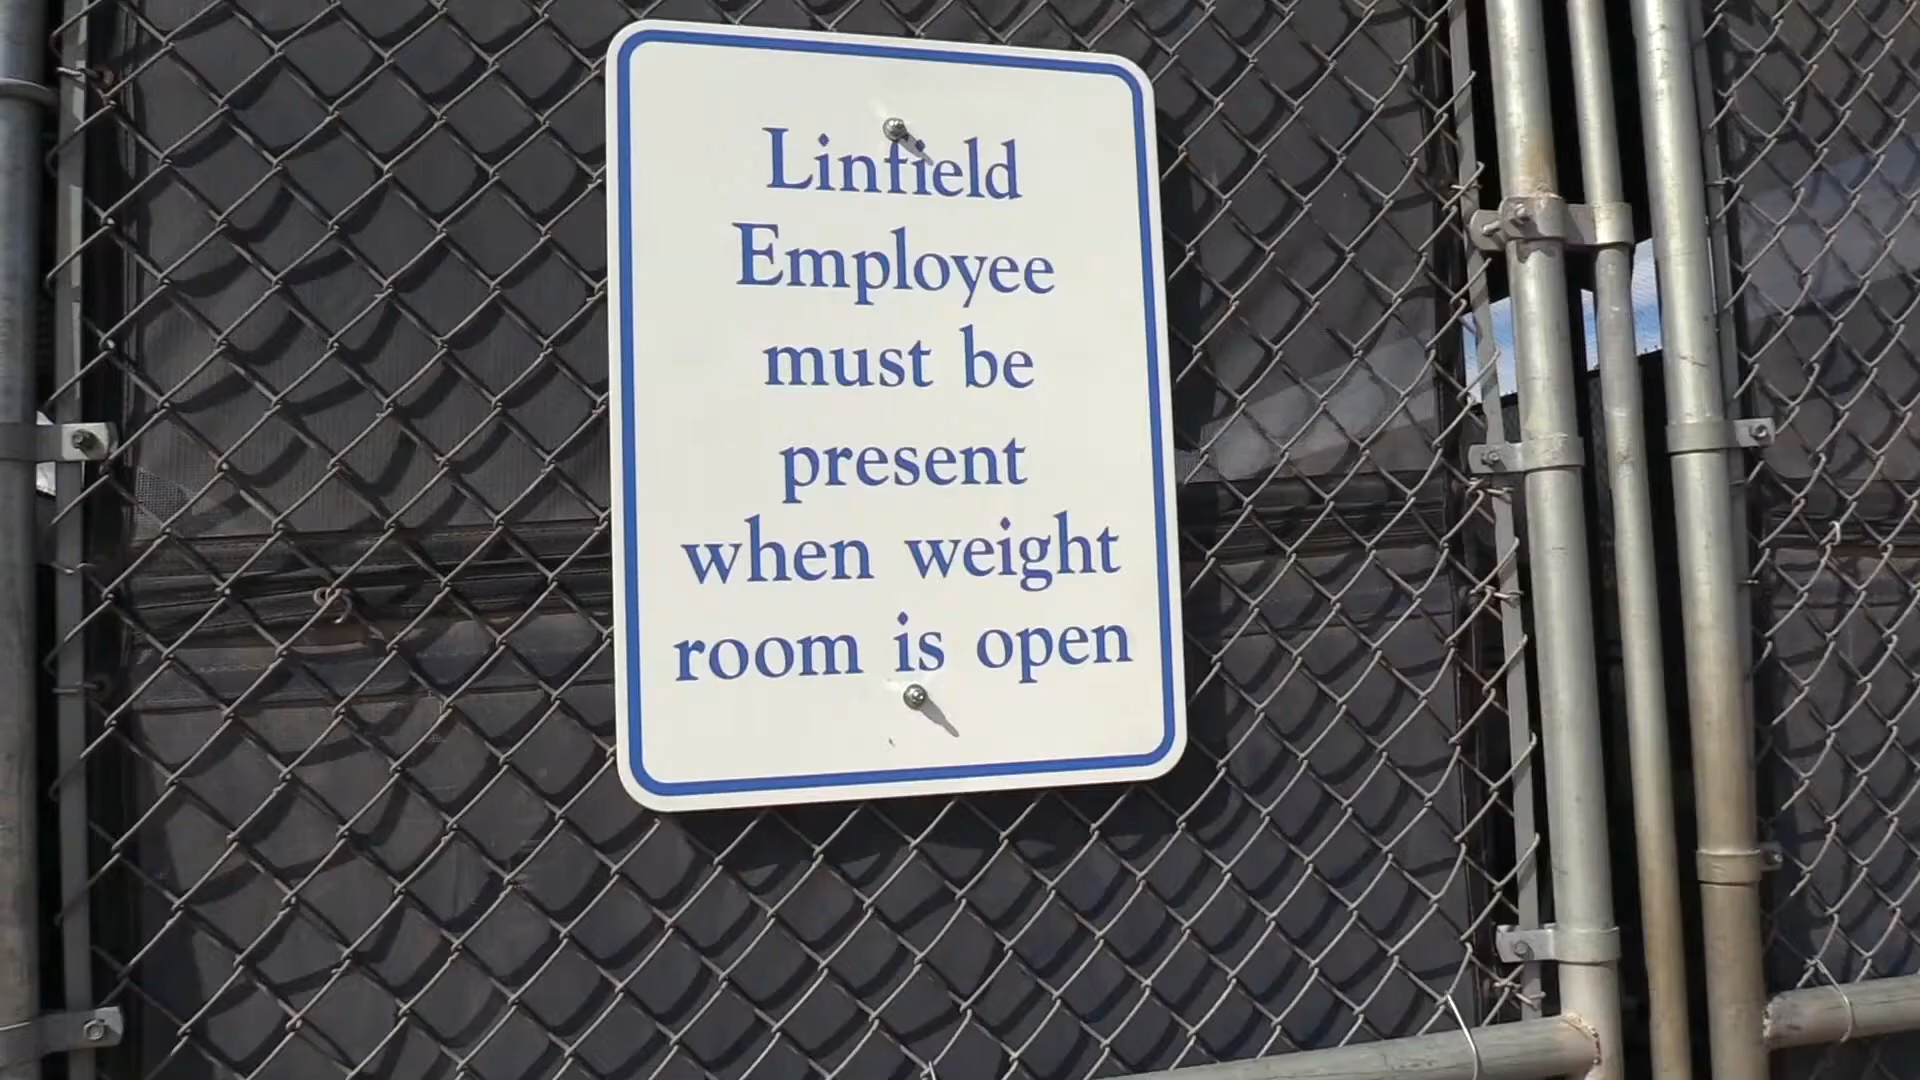 Linfield
Employee
must be
present
when weight
room is open